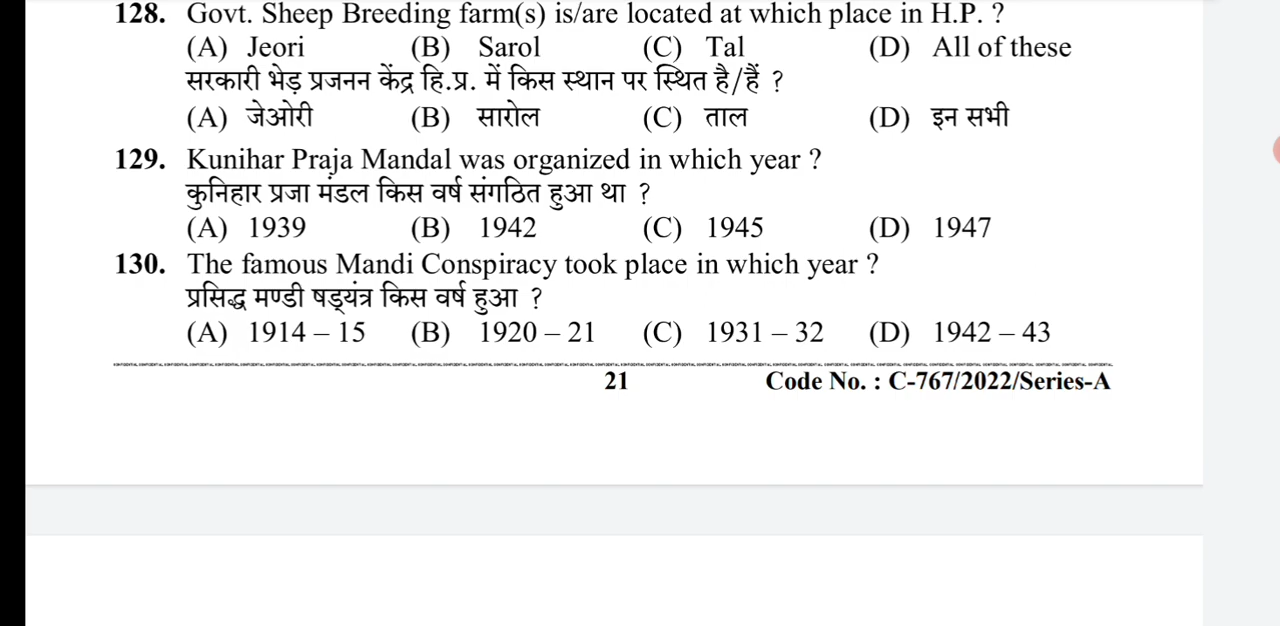 128. Govt. Sheep Breeding farm(s) is/are located at which place in H.P. ?
(A) Jeori (B) Sarol (C) Tal (D) All of these
सरकारी भेड़ प्रजनन केंद्र हि.प्र. में किस स्थान पर स्थित है/हैं ?
(A) जेओरी (B) सारोल (C) ताल (D) इन सभी
129. Kunihar Praja Mandal was organized in which year ?
कुनिहार प्रजा मंडल किस वर्ष संगठित हुआ था ?
(A) 1939 (B) 1942 (C) 1945 (D) 1947
130. The famous Mandi Conspiracy took place in which year ?
प्रसिद्ध मण्डी षड्यंत्र किस वर्ष हुआ ?
(A) 1914 – 15 (B) 1920 – 21 (C) 1931 – 32 (D) 1942 – 43
21 Code No. : C-767/2022/Series-A